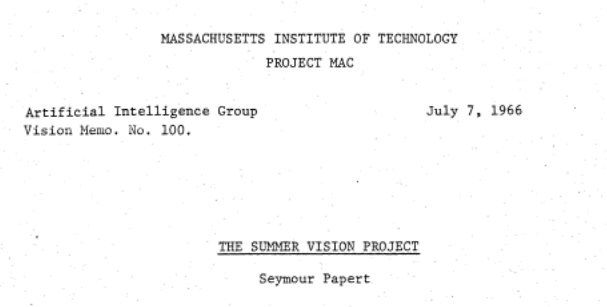 MASSACHUSETTS INSTITUTE OF TECHNOLOGY
PROJECT MAC
Artificial Intelligence Group July 7, 1966
Vision Memo. No. 100.
THE SUMMER VISION PROJECT
Seymour Papert